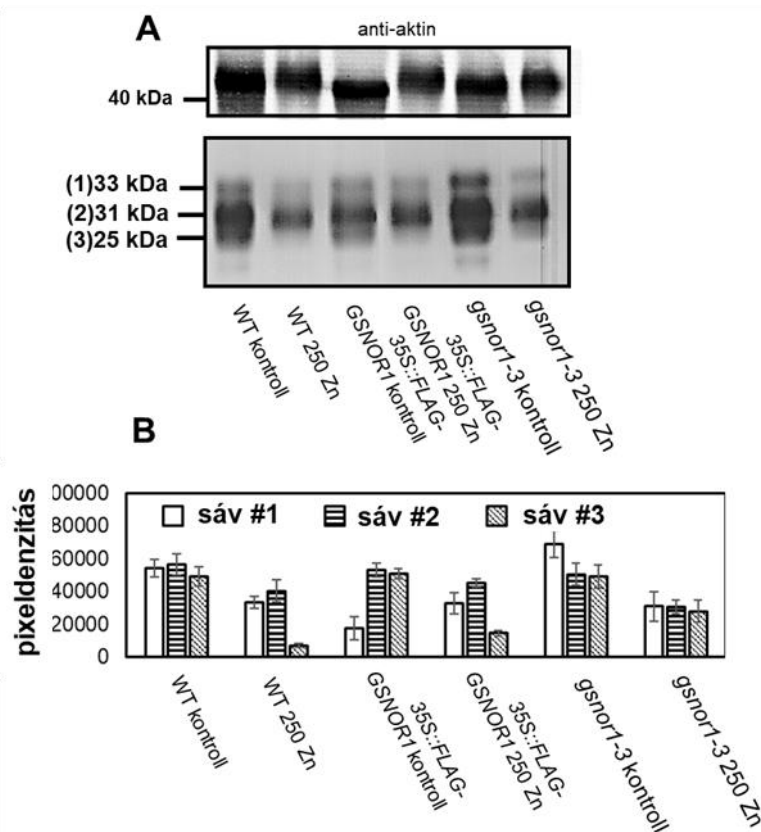 A
anti-aktin
40 kDa
(1)33 kDa
(2)31 kDa
(3)25 kDa
WT kontroll
WT 250 Zn
35S::FLAG-
GSNOR1 kontroll
35S::FLAG-
GSNOR1 250 Zn
gsnor1-3 kontroll
gsnor1-3 250 Zn
B
pixeldenzitás
00000
80000
60000
40000
20000
0
sáv #1
sáv #2
sáv #3
WT kontroll
WT 250 Zn
35S::FLAG-
GSNOR1 kontroll
35S::FLAG-
GSNOR1 250 Zn
gsnor1-3 kontroll
gsnor1-3 250 Zn